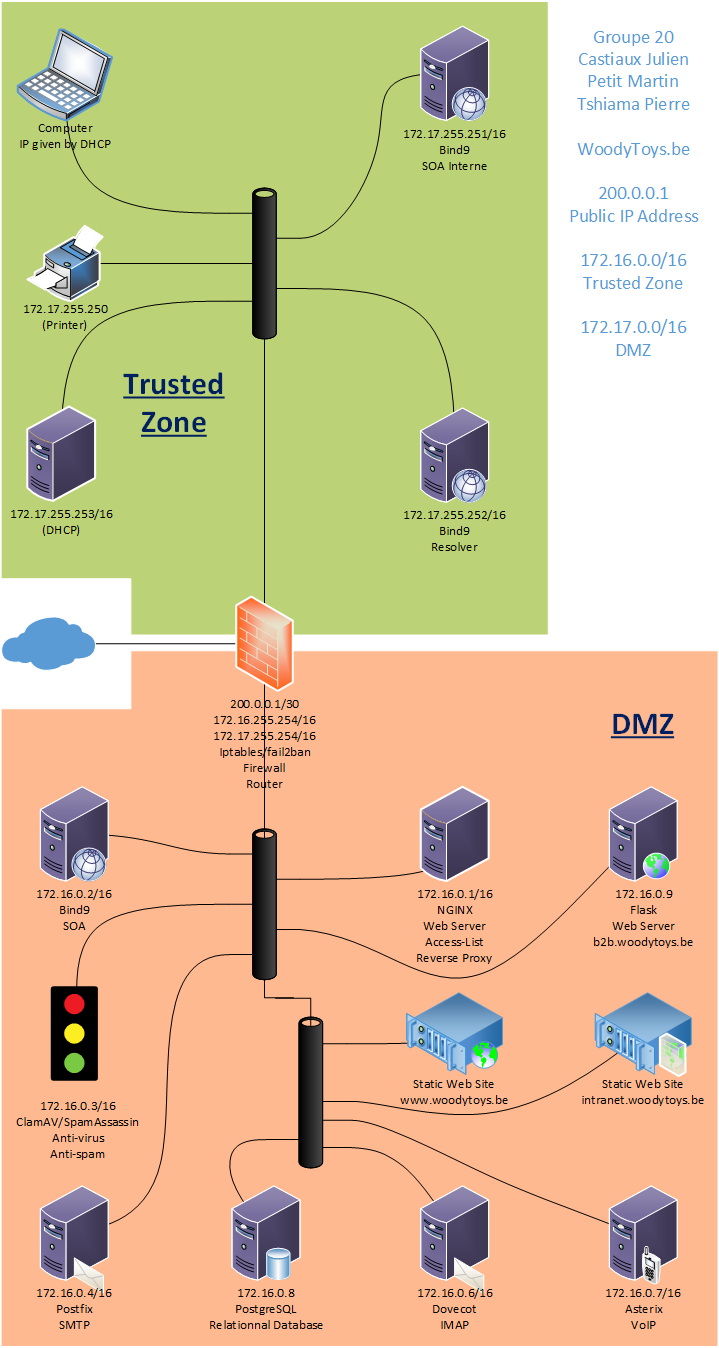 Groupe 20
Castiaux Julien
Petit Martin
Tshiama Pierre
WoodyToys.be
200.0.0.1
Public IP Address
172.16.0.0/16
Trusted Zone
172.17.0.0/16
DMZ
Computer
IP given by DHCP
172.17.255.251/16
Bind9
SOA Interne
172.17.255.250
(Printer)
Trusted
Zone
172.17.255.253/16
(DHCP)
172.17.255.252/16
Bind9
Resolver
200.0.0.1/30
172.16.255.254/16
172.17.255.254/16
Iptables/fail2ban
Firewall
Router
DMZ
172.16.0.2/16
Bind9
SOA
172.16.0.1/16
NGINX
Web Server
Access-List
Reverse Proxy
172.16.0.9
Flask
Web Server
b2b.woodytoys.be
172.16.0.3/16
ClamAV/SpamAssassin
Anti-virus
Anti-spam
Static Web Site
www.woodytoys.be
Static Web Site
intranet.woodytoys.be
172.16.0.4/16
Postfix
SMTP
172.16.0.8
PostgreSQL
Relationnal Database
172.16.0.6/16
Dovecot
IMAP
172.16.0.7/16
Asterix
VoIP